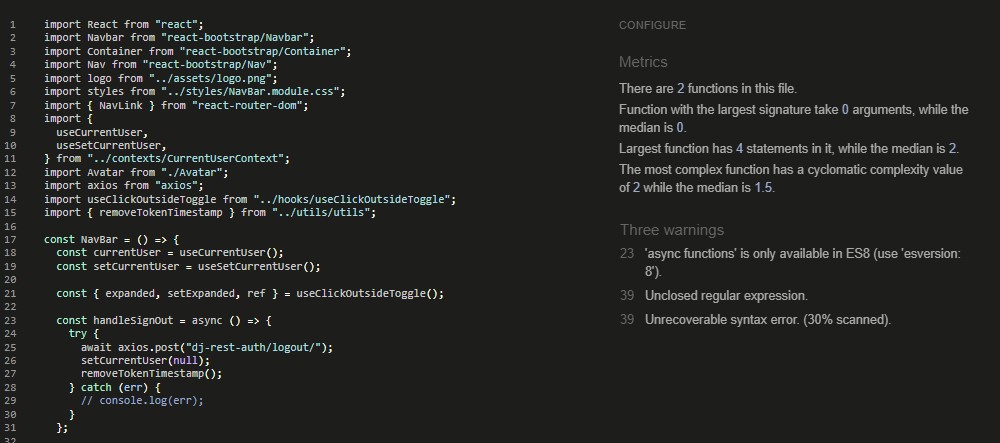 1 import React from "react";
2 import Navbar from "react-bootstrap/Navbar";
3 import Container from "react-bootstrap/Container";
4 import Nav from "react-bootstrap/Nav";
5 import logo from "../assets/logo.png";
6 import styles from "../styles/NavBar.module.css";
7 import { NavLink } from "react-router-dom";
8 import {
9 useCurrentUser,
10 useSetCurrentUser,
11 } from "../contexts/CurrentUserContext";
12 import Avatar from "./Avatar";
13 import axios from "axios";
14 import useClickOutsideToggle from "../hooks/useClickOutsideToggle";
15 import { removeTokenTimestamp } from "../utils/utils";
16
17 const NavBar = () => {
18 const currentUser = useCurrentUser();
19 const setCurrentUser = useSetCurrentUser();
20
21 const { expanded, setExpanded, ref } = useClickOutsideToggle();
22
23 const handleSignOut = async () => {
24 try {
25 await axios.post("dj-rest-auth/logout/");
26 setCurrentUser(null);
27 removeTokenTimestamp();
28 } catch (err) {
29 // console.log(err);
30 }
31 };
32
CONFIGURE
Metrics
There are 2 functions in this file.
Function with the largest signature take 0 arguments, while the
median is 0.
Largest function has 4 statements in it, while the median is 2.
The most complex function has a cyclomatic complexity value
of 2 while the median is 1.5.
Three warnings
23 'async functions' is only available in ES8 (use 'esversion:
8').
39 Unclosed regular expression.
39 Unrecoverable syntax error. (30% scanned).